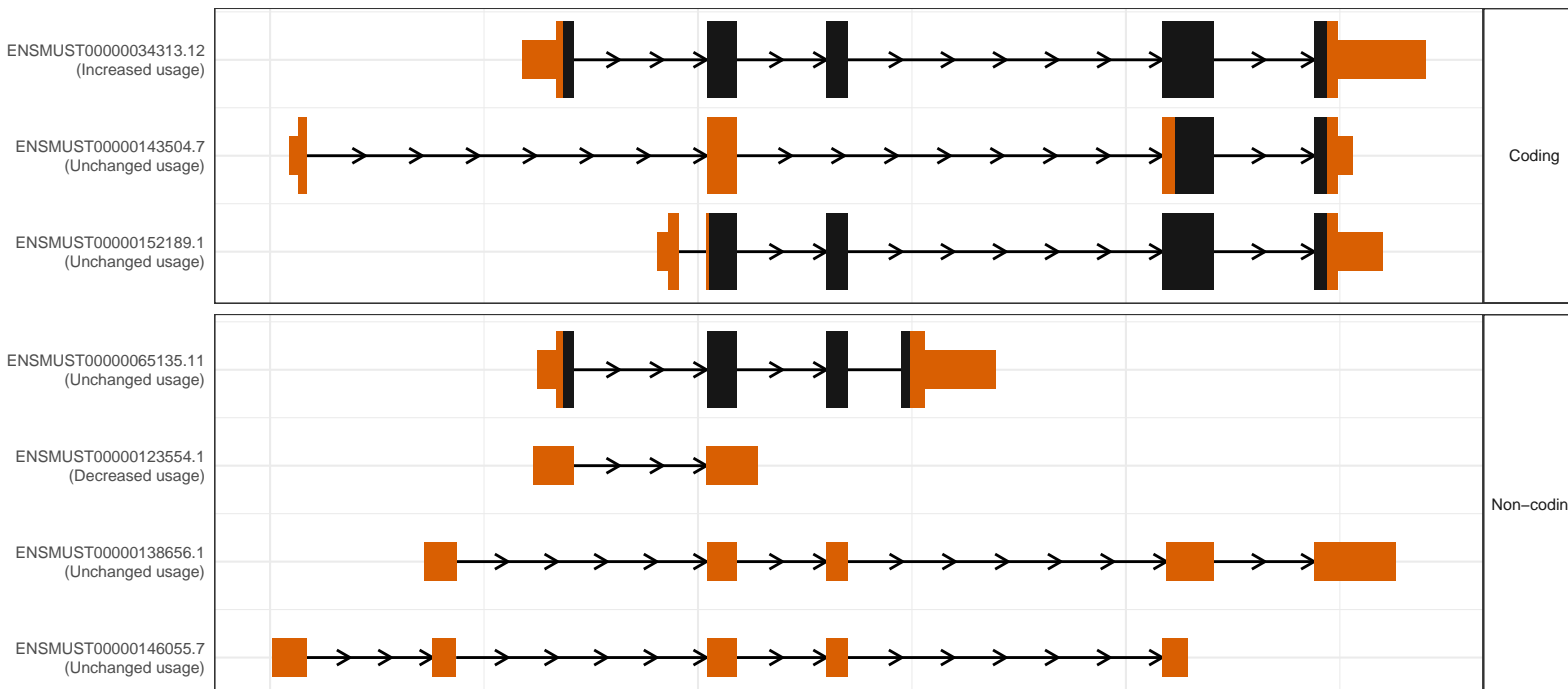 ENSMUST00000034313.12
(Increased usage)
ENSMUST00000143504.7
(Unchanged usage)
Coding
ENSMUST00000152189.1
(Unchanged usage)
ENSMUST00000065135.11
(Unchanged usage)
ENSMUST00000123554.1
(Decreased usage)
Non−codin
ENSMUST00000138656.1
(Unchanged usage)
ENSMUST00000146055.7
(Unchanged usage)